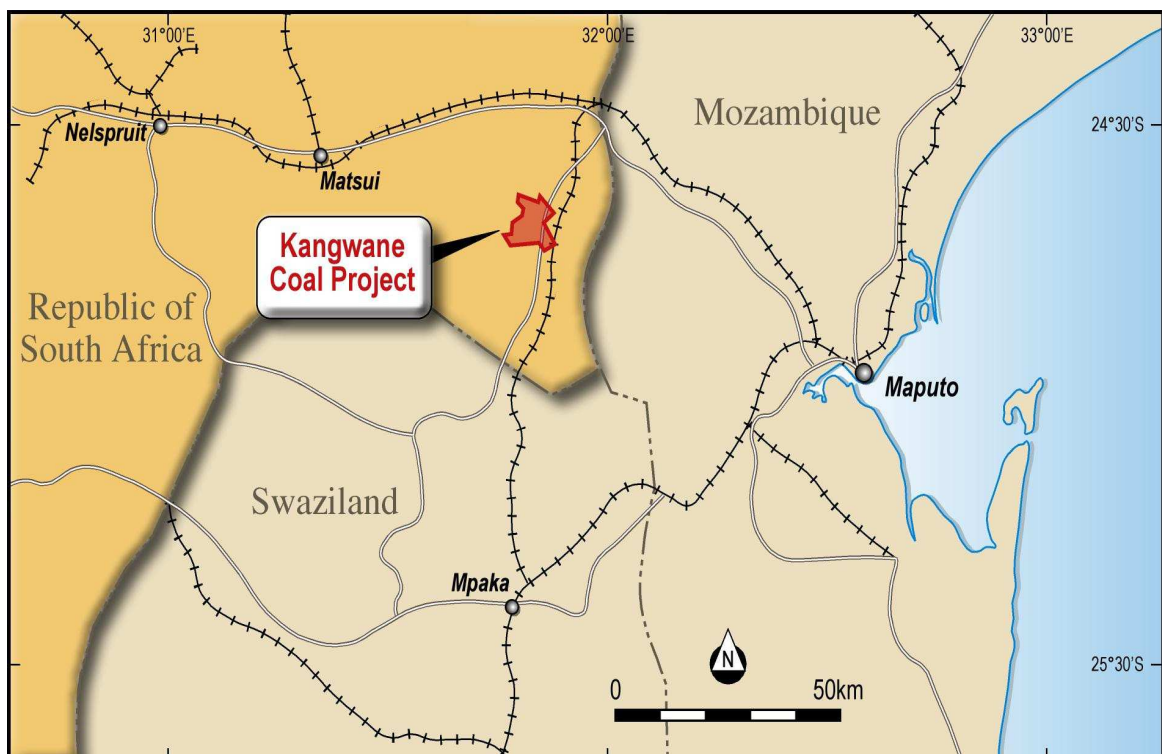 31°00'E
32°00'E
33°00'E
Mozambique
24°30'S
Nelspruit
Matsui
Kangwane
Coal Project
Republic of
South Africa
Maputo
Swaziland
Mpaka
N
25°30'S
0
50km